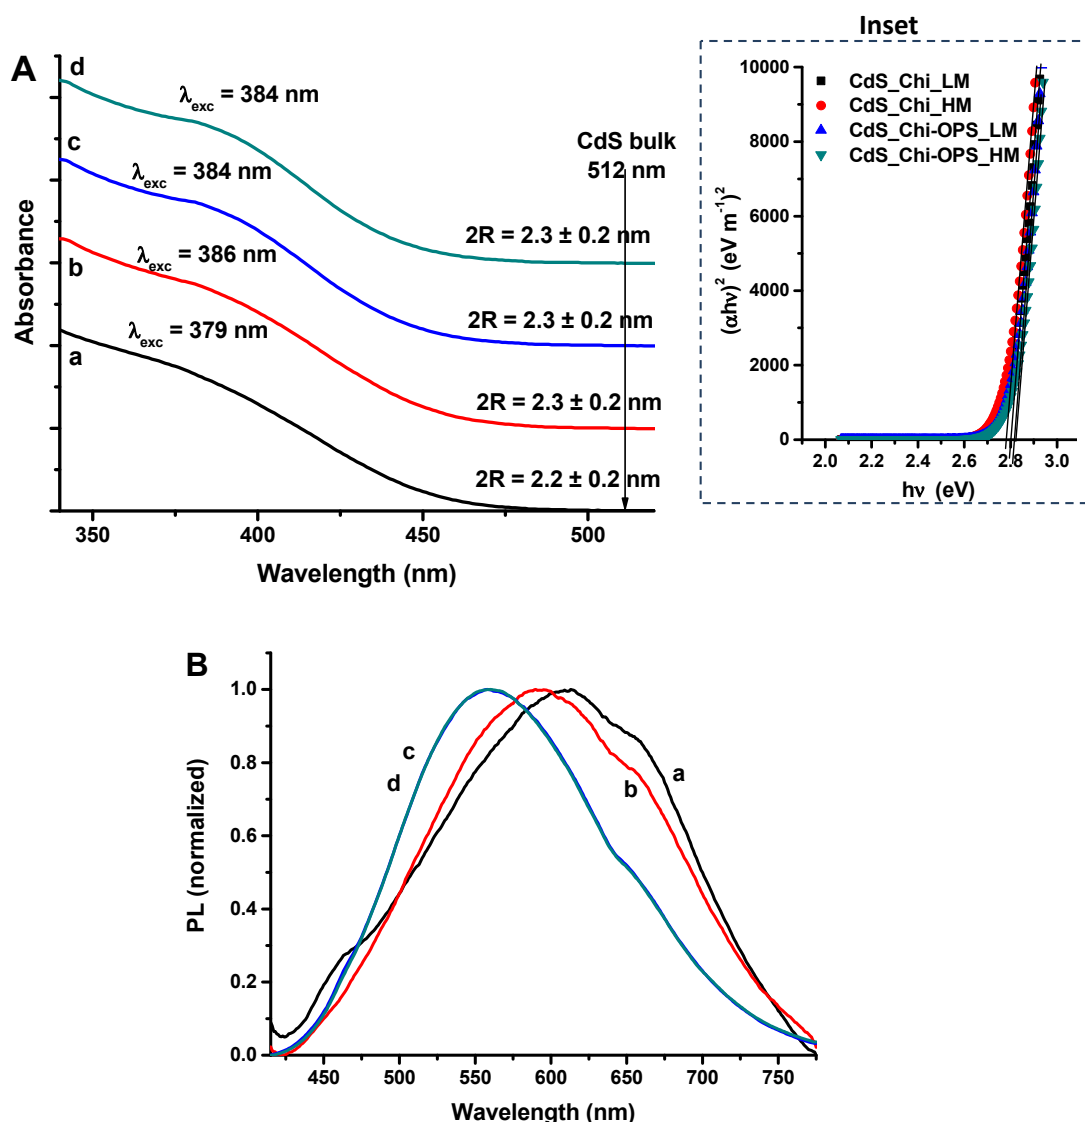 Inset
A
d
λexc = 384 nm
c
λexc = 384 nm
CdS bulk
512 nm
2R = 2.3 ± 0.2 nm
b
λexc = 386 nm
2R = 2.3 ± 0.2 nm
a
λexc = 379 nm
2R = 2.3 ± 0.2 nm
2R = 2.2 ± 0.2 nm
Absorbance
350 400 450 500
Wavelength (nm)
CdS_Chi_LM
CdS_Chi_HM
CdS_Chi-OPS_LM
CdS_Chi-OPS_HM
(αhν)² (eV m⁻¹)²
10000
8000
6000
4000
2000
0
2.0 2.2 2.4 2.6 2.8 3.0
hν (eV)
B
PL (normalized)
1.0
0.8
0.6
0.4
0.2
0.0
c
d
a
b
450 500 550 600 650 700 750
Wavelength (nm)